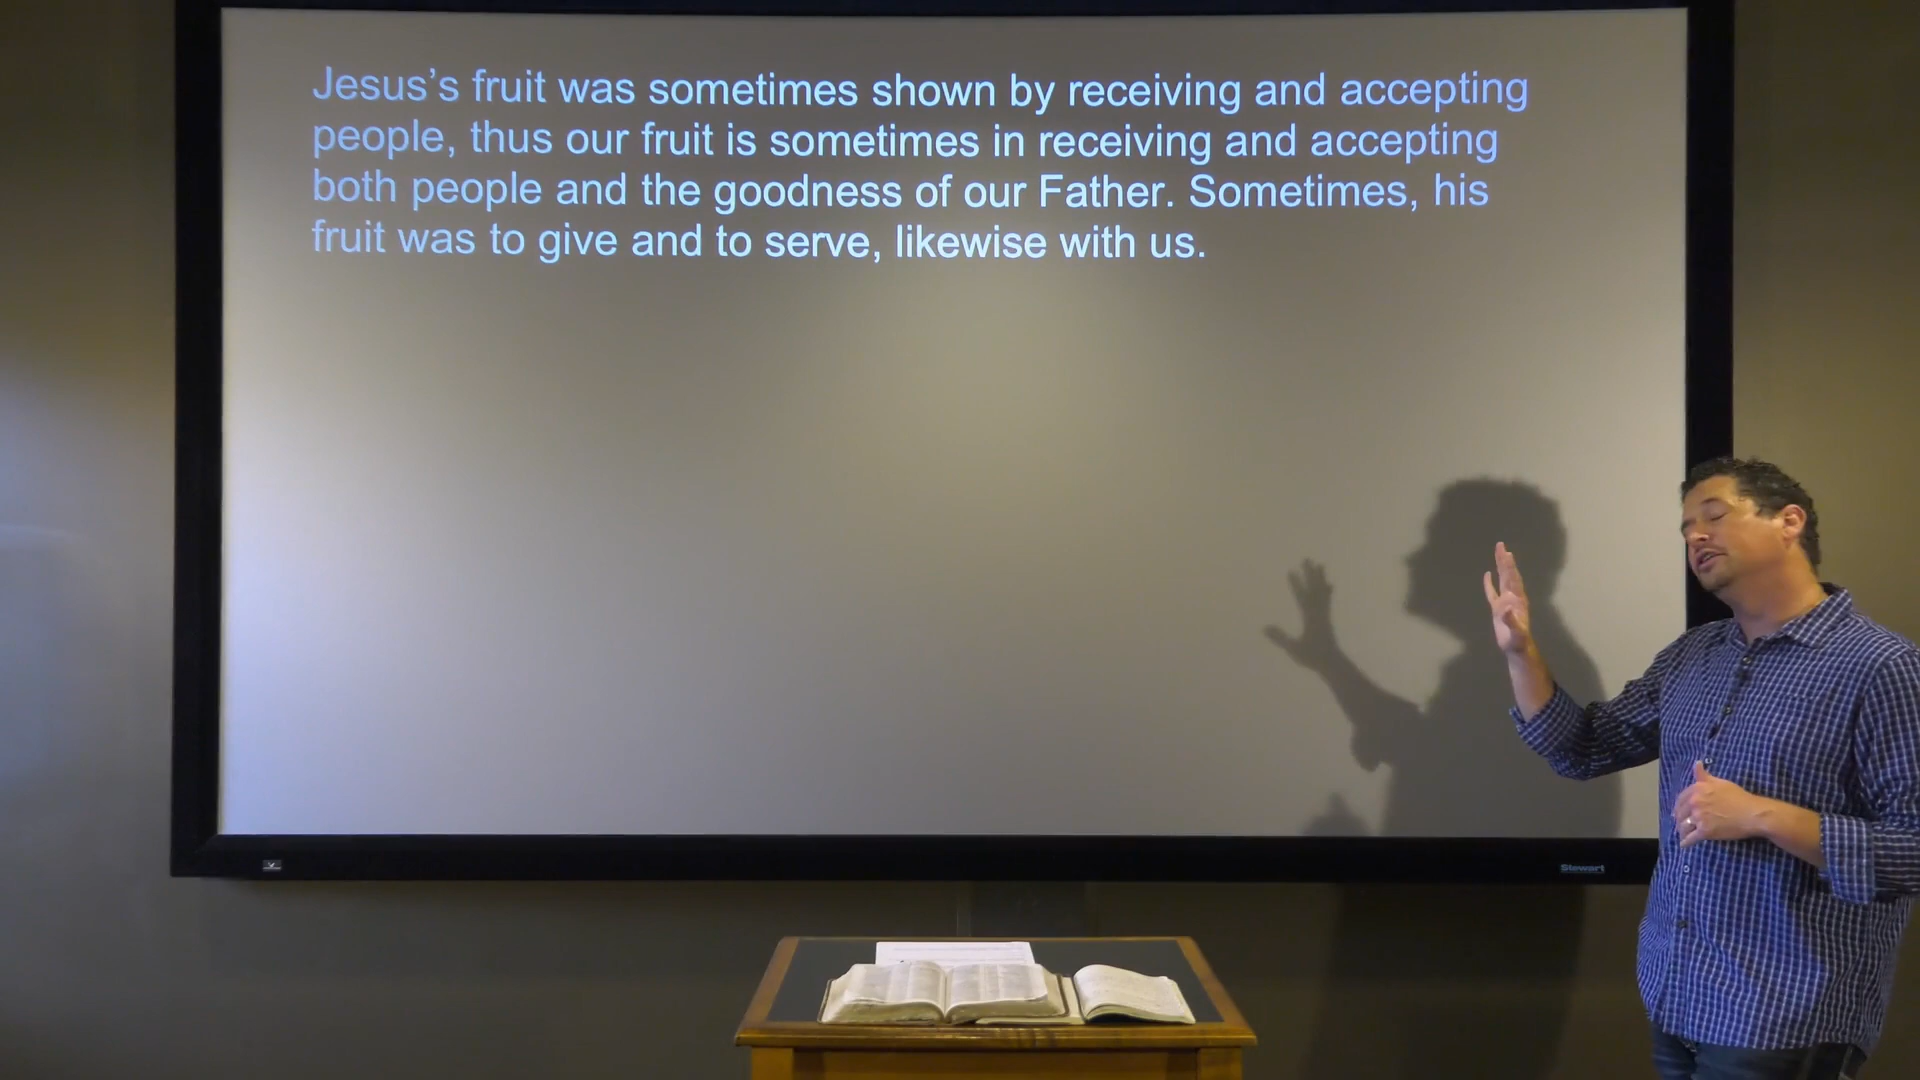 Jesus’s fruit was sometimes shown by receiving and accepting
people, thus our fruit is sometimes in receiving and accepting
both people and the goodness of our Father. Sometimes, his
fruit was to give and to serve, likewise with us.
Stewart